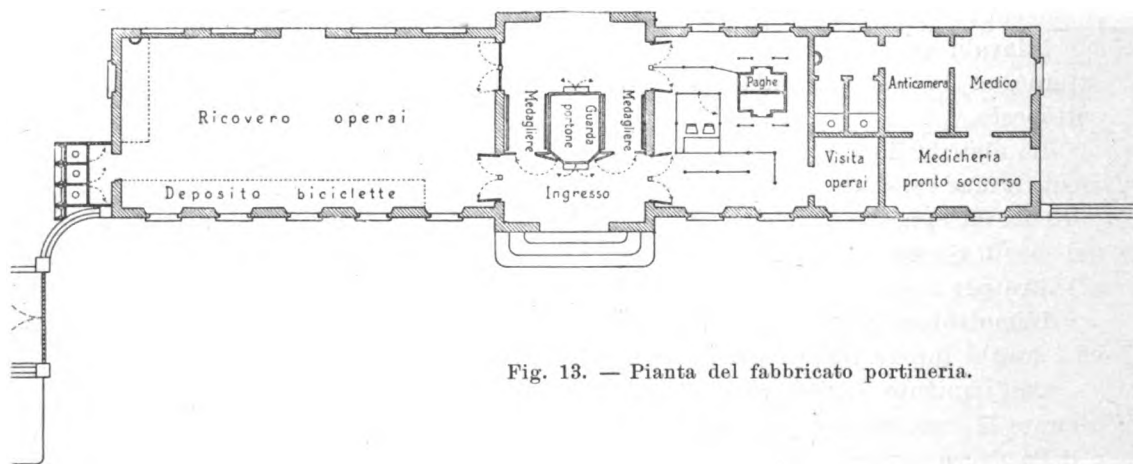 Ricovero operai
Deposito biciclette
Medagliere
Guarda
portone
Medagliere
Ingresso
Paghe
Anticamera
Medico
Visita
operai
Medicheria
pronto soccorso
Fig. 13. — Pianta del fabbricato portineria.